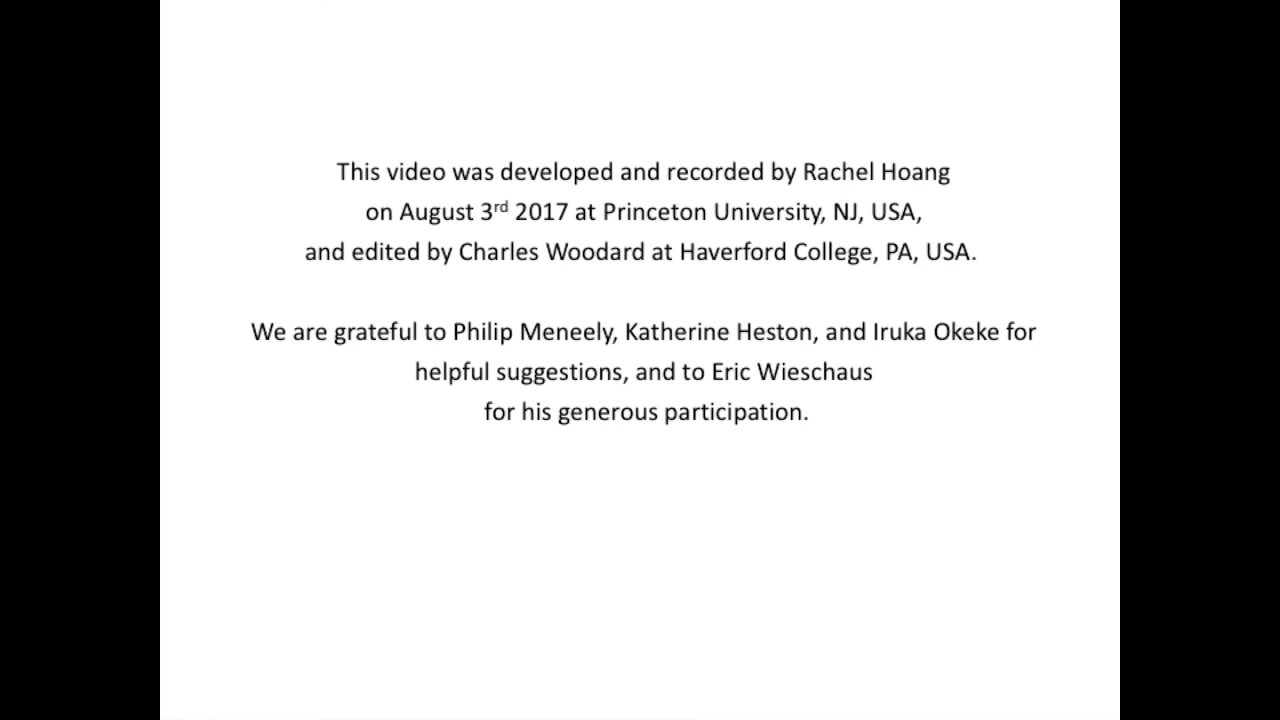 This video was developed and recorded by Rachel Hoang
on August 3rd 2017 at Princeton University, NJ, USA,
and edited by Charles Woodard at Haverford College, PA, USA.
We are grateful to Philip Meneely, Katherine Heston, and Iruka Okeke for
helpful suggestions, and to Eric Wieschaus
for his generous participation.